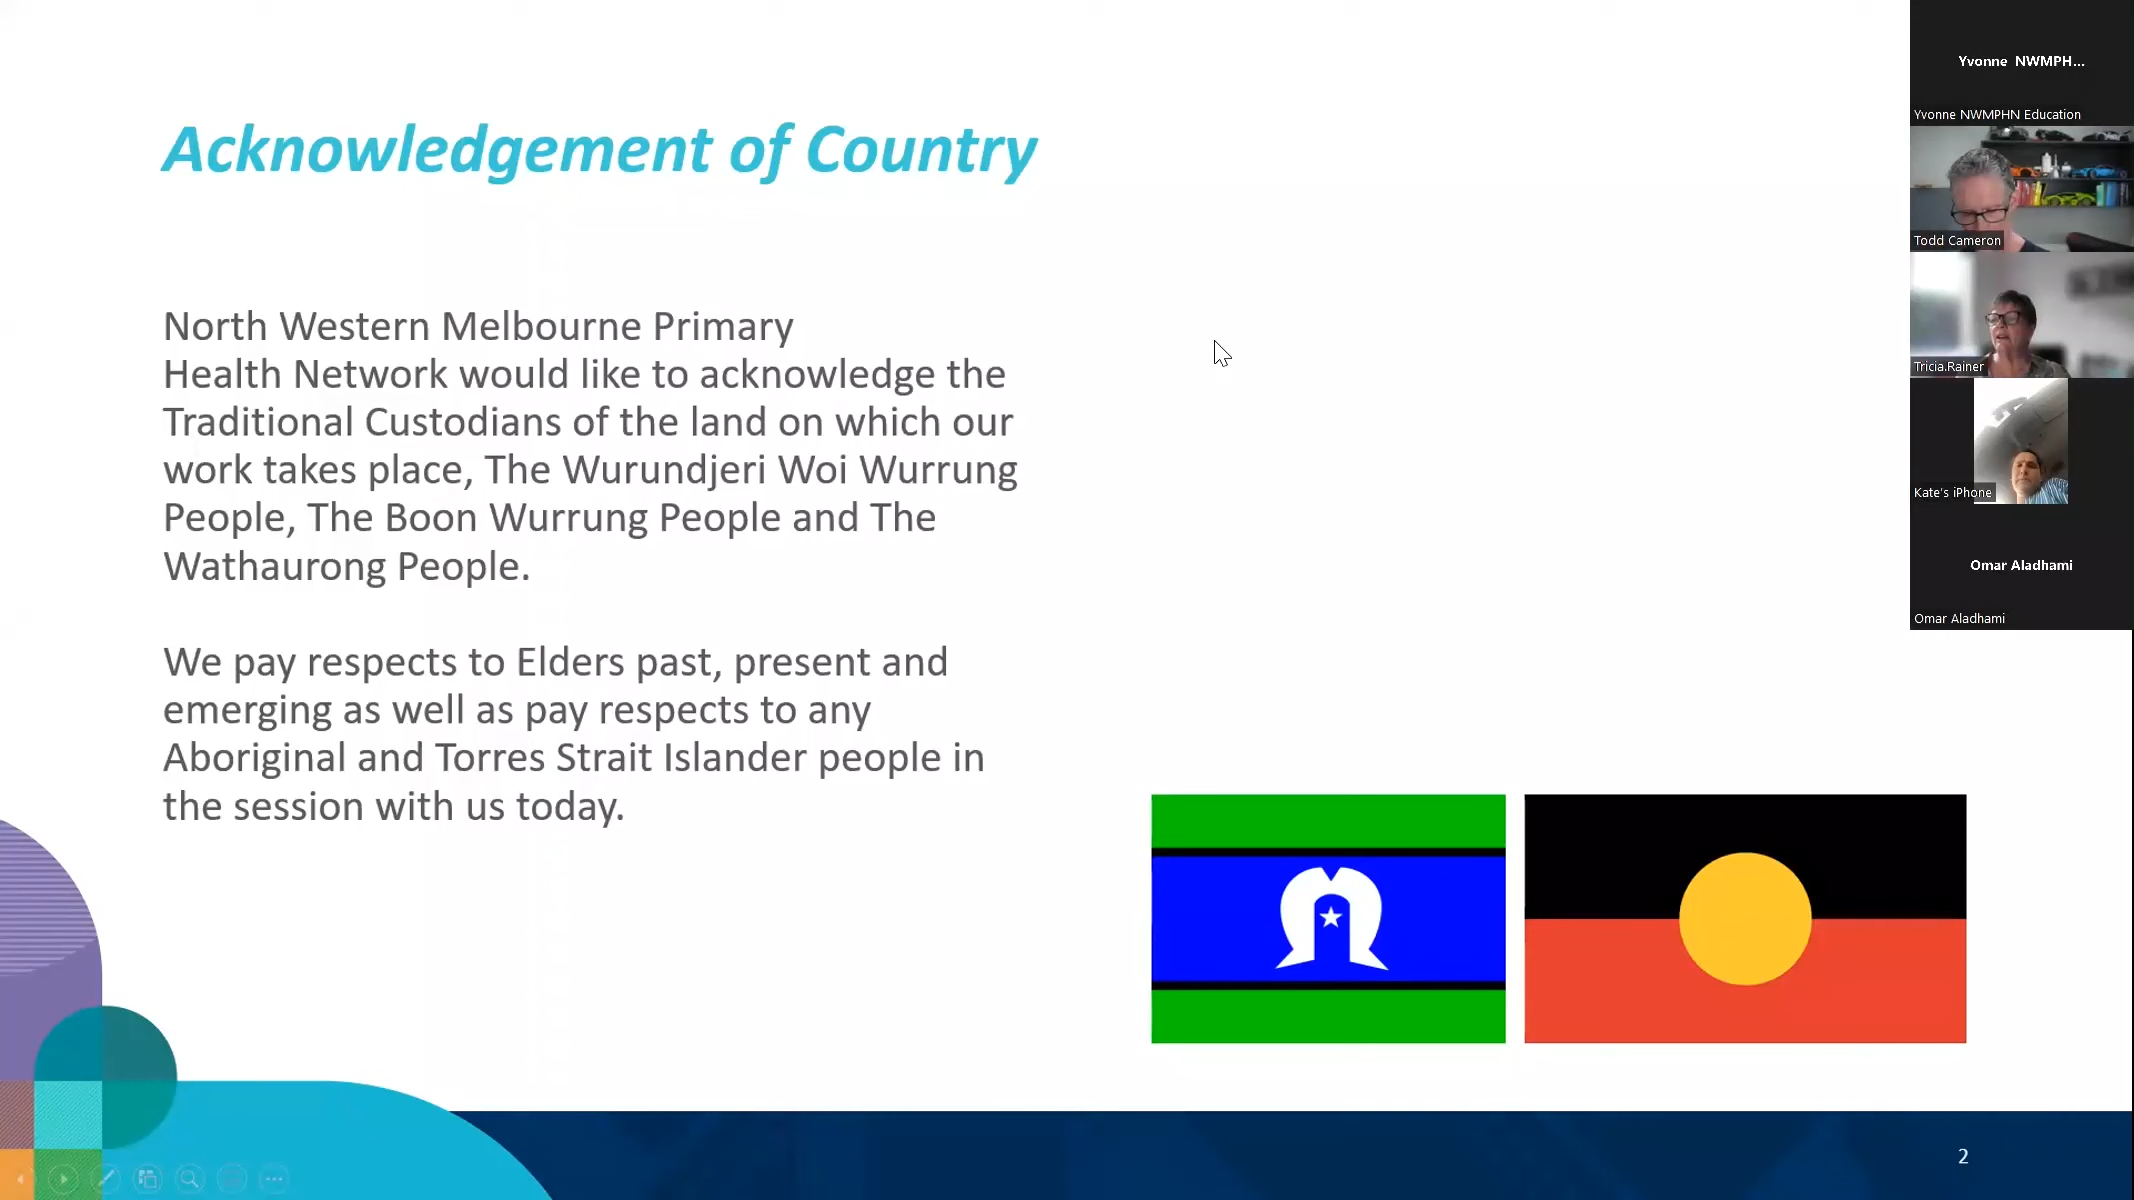 Acknowledgement of Country
North Western Melbourne Primary
Health Network would like to acknowledge the
Traditional Custodians of the land on which our
work takes place, The Wurundjeri Woi Wurrung
People, The Boon Wurrung People and The
Wathaurong People.
We pay respects to Elders past, present and
emerging as well as pay respects to any
Aboriginal and Torres Strait Islander people in
the session with us today.
2
Yvonne NWMPH...
Yvonne NWMPHN Education
Todd Cameron
Tricia.Rainer
Kate's iPhone
Omar Aladhami
Omar Aladhami